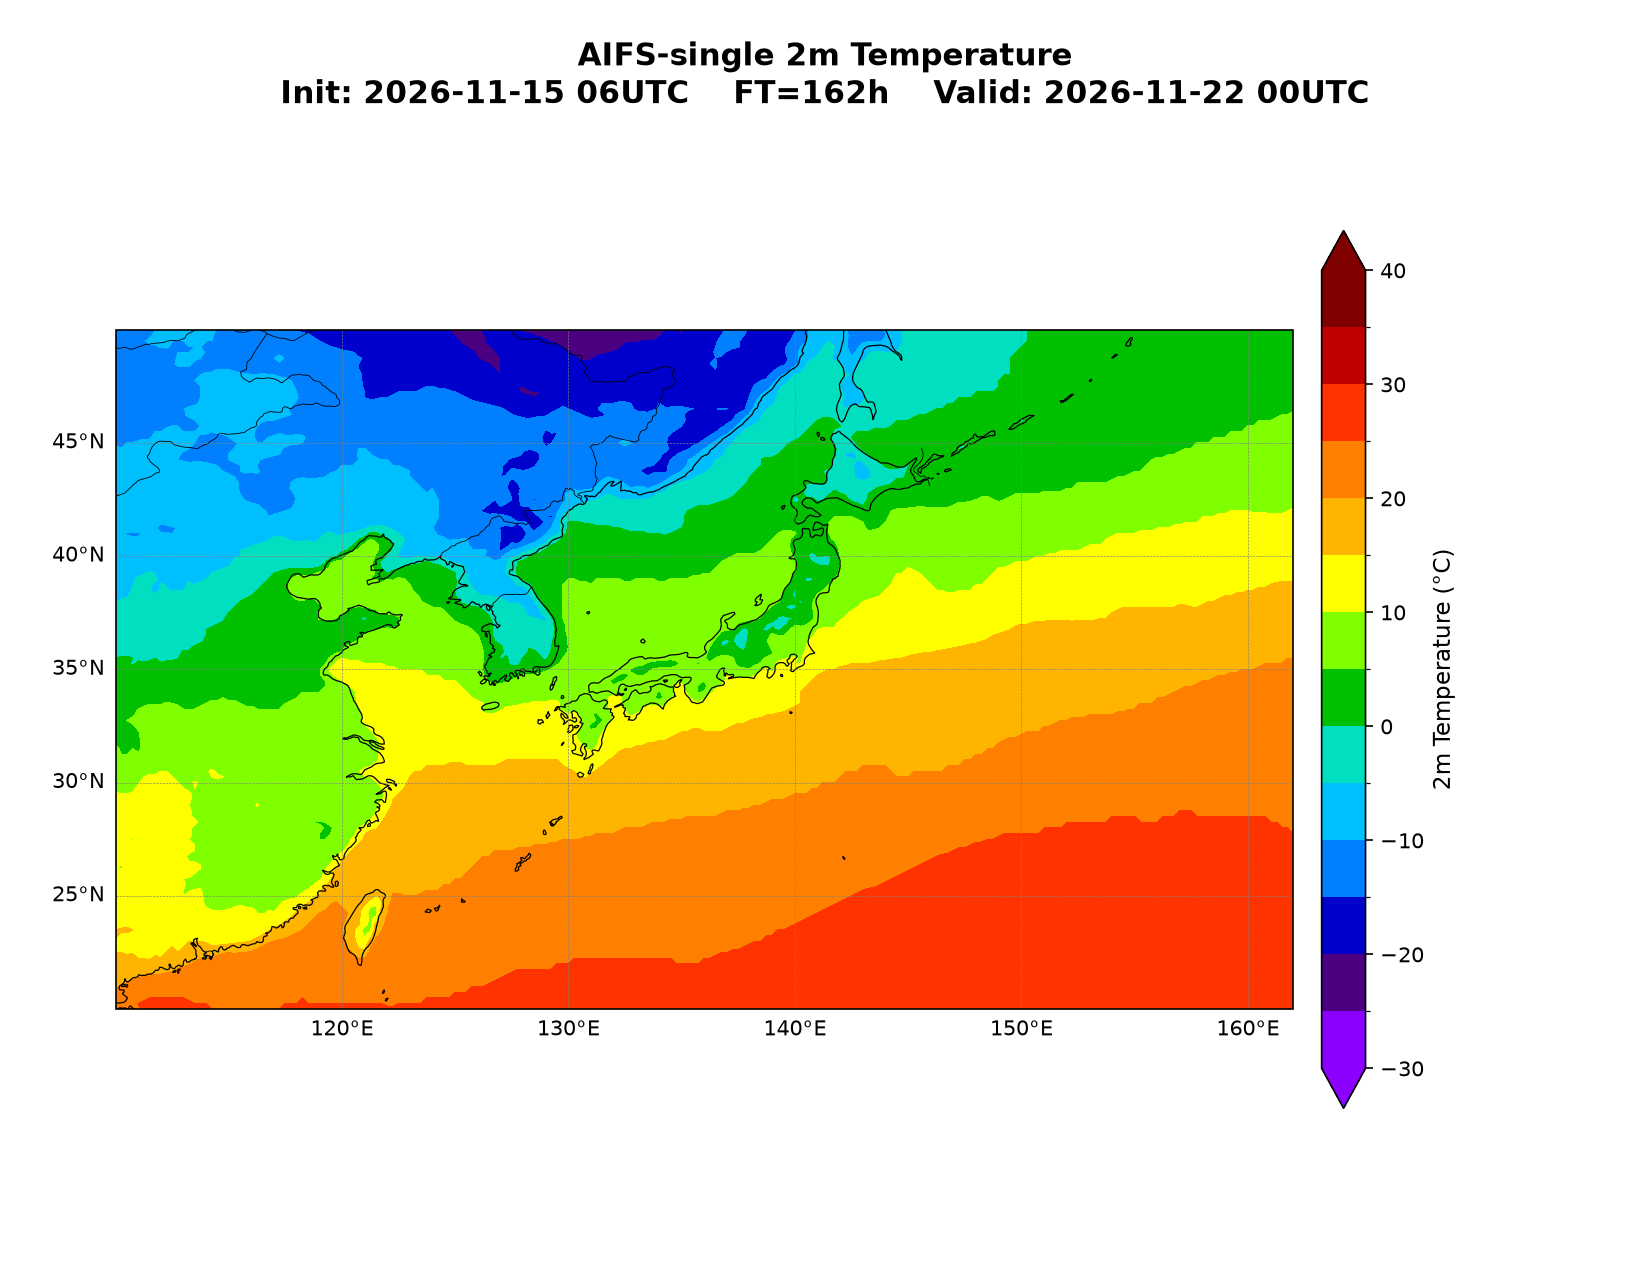 AIFS-single 2m Temperature
Init: 2026-11-15 06UTC    FT=162h    Valid: 2026-11-22 00UTC
45°N
40°N
35°N
30°N
25°N
120°E
130°E
140°E
150°E
160°E
40
30
20
10
0
−10
−20
−30
2m Temperature (°C)